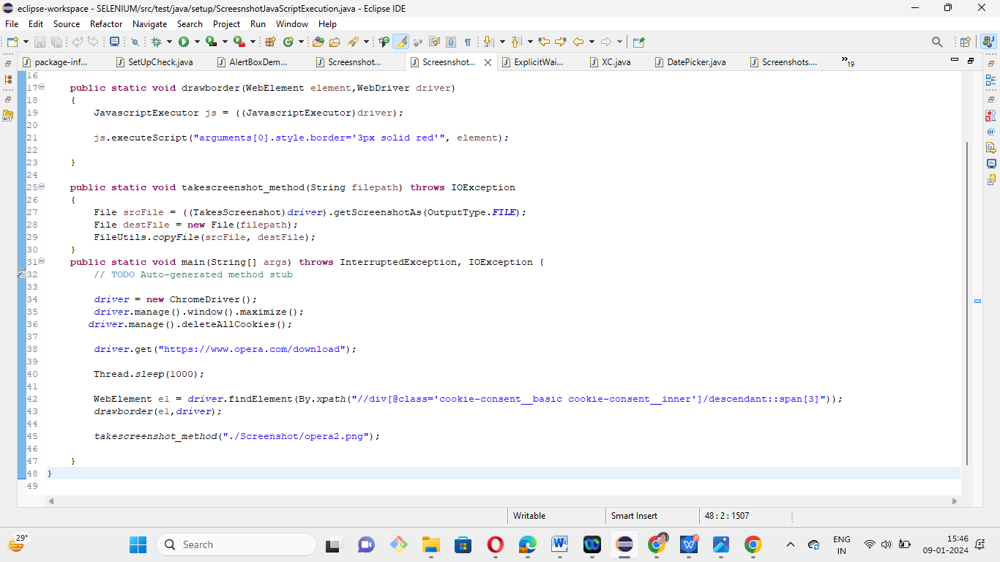 eclipse-workspace - SELENIUM/src/test/java/setup/ScreesnshotJavaScriptExecution.java - Eclipse IDE
File Edit Source Refactor Navigate Search Project Run Window Help
package-inf... SetUpCheck.java AlertBoxDem... Screesnshot... Screesnshot... ExplicitWai... XC.java DatePicker.java Screenshots.... »19
16
17 public static void drawborder(WebElement element,WebDriver driver)
18 {
19 JavascriptExecutor js = ((JavascriptExecutor)driver);
20
21 js.executeScript("arguments[0].style.border='3px solid red'", element);
22
23 }
24
25 public static void takescreenshot_method(String filepath) throws IOException
26 {
27 File srcFile = ((TakesScreenshot)driver).getScreenshotAs(OutputType.FILE);
28 File destFile = new File(filepath);
29 FileUtils.copyFile(srcFile, destFile);
30 }
31 public static void main(String[] args) throws InterruptedException, IOException {
32 // TODO Auto-generated method stub
33
34 driver = new ChromeDriver();
35 driver.manage().window().maximize();
36 driver.manage().deleteAllCookies();
37
38 driver.get("https://www.opera.com/download");
39
40 Thread.sleep(1000);
41
42 WebElement el = driver.findElement(By.xpath("//div[@class='cookie-consent__basic cookie-consent__inner']/descendant::span[3]"));
43 drawborder(el,driver);
44
45 takescreenshot_method("./Screenshot/opera2.png");
46
47 }
48 }
49
Writable Smart Insert 48 : 2 : 1507
29° Search ENG 15:46
IN 09-01-2024